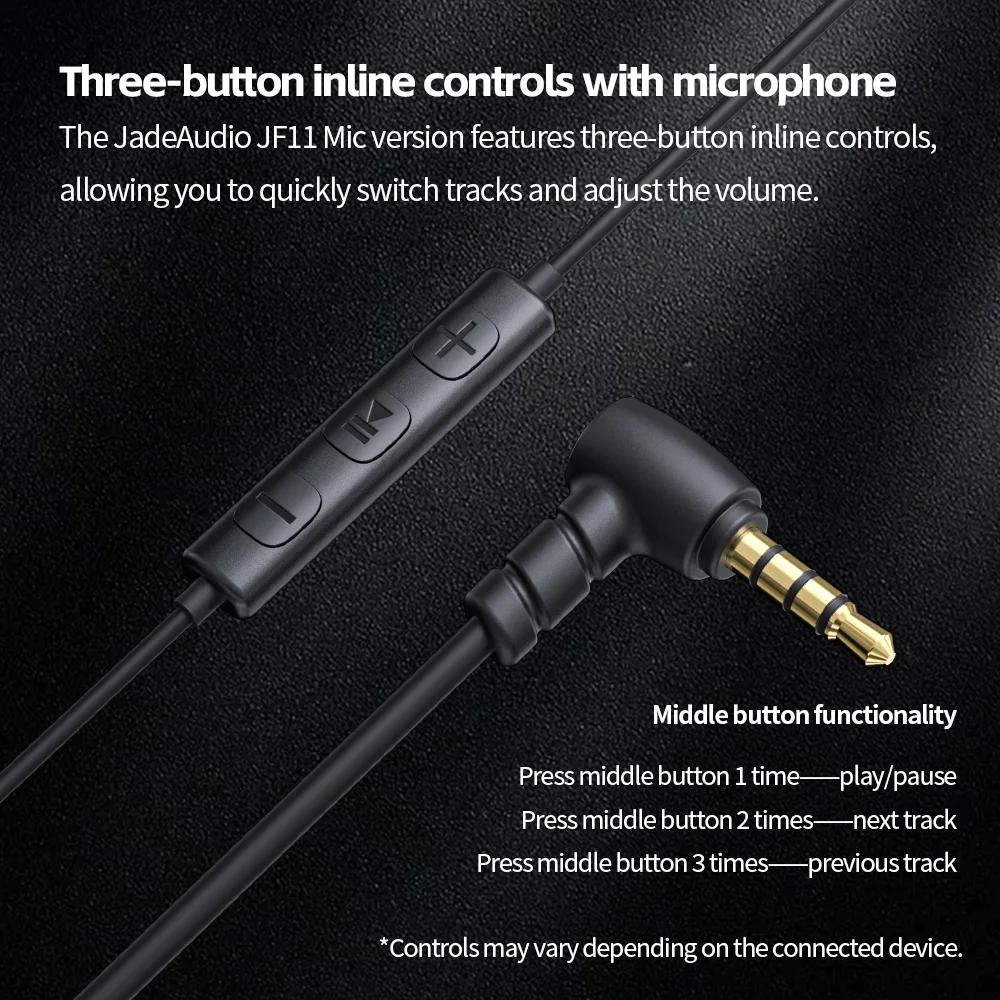 Three-button inline controls with microphone
The JadeAudio JF11 Mic version features three-button inline controls,
allowing you to quickly switch tracks and adjust the volume.
Middle button functionality
Press middle button 1 time——play/pause
Press middle button 2 times——next track
Press middle button 3 times——previous track
*Controls may vary depending on the connected device.